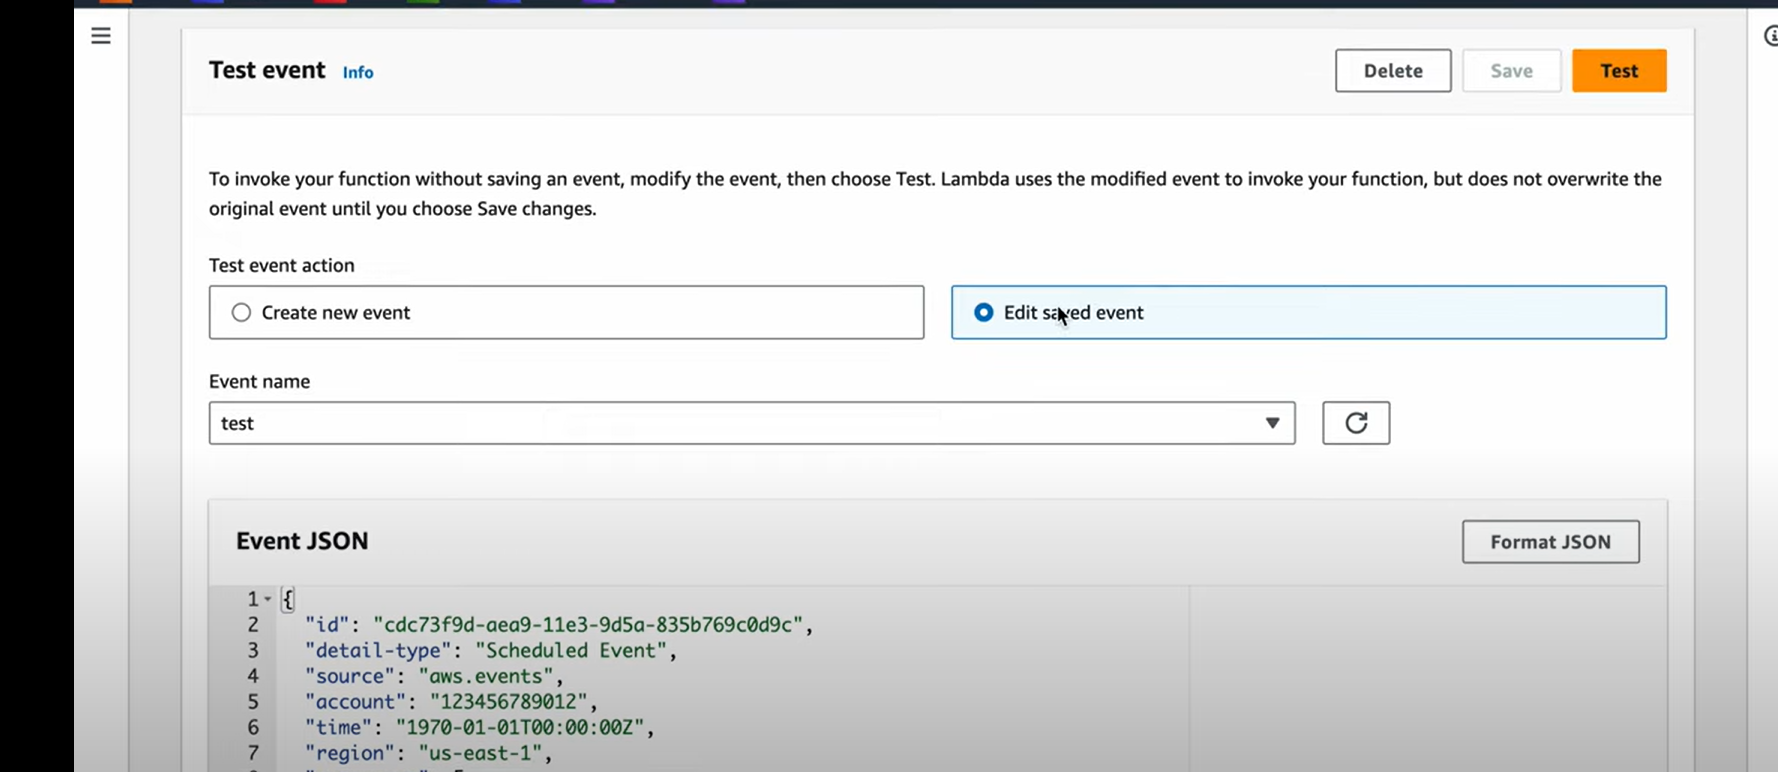 Test event Info
Delete
Save
Test
To invoke your function without saving an event, modify the event, then choose Test. Lambda uses the modified event to invoke your function, but does not overwrite the
original event until you choose Save changes.
Test event action
Create new event
Edit saved event
Event name
test
Event JSON
Format JSON
1 {
2 "id": "cdc73f9d-aea9-11e3-9d5a-835b769c0d9c",
3 "detail-type": "Scheduled Event",
4 "source": "aws.events",
5 "account": "123456789012",
6 "time": "1970-01-01T00:00:00Z",
7 "region": "us-east-1",